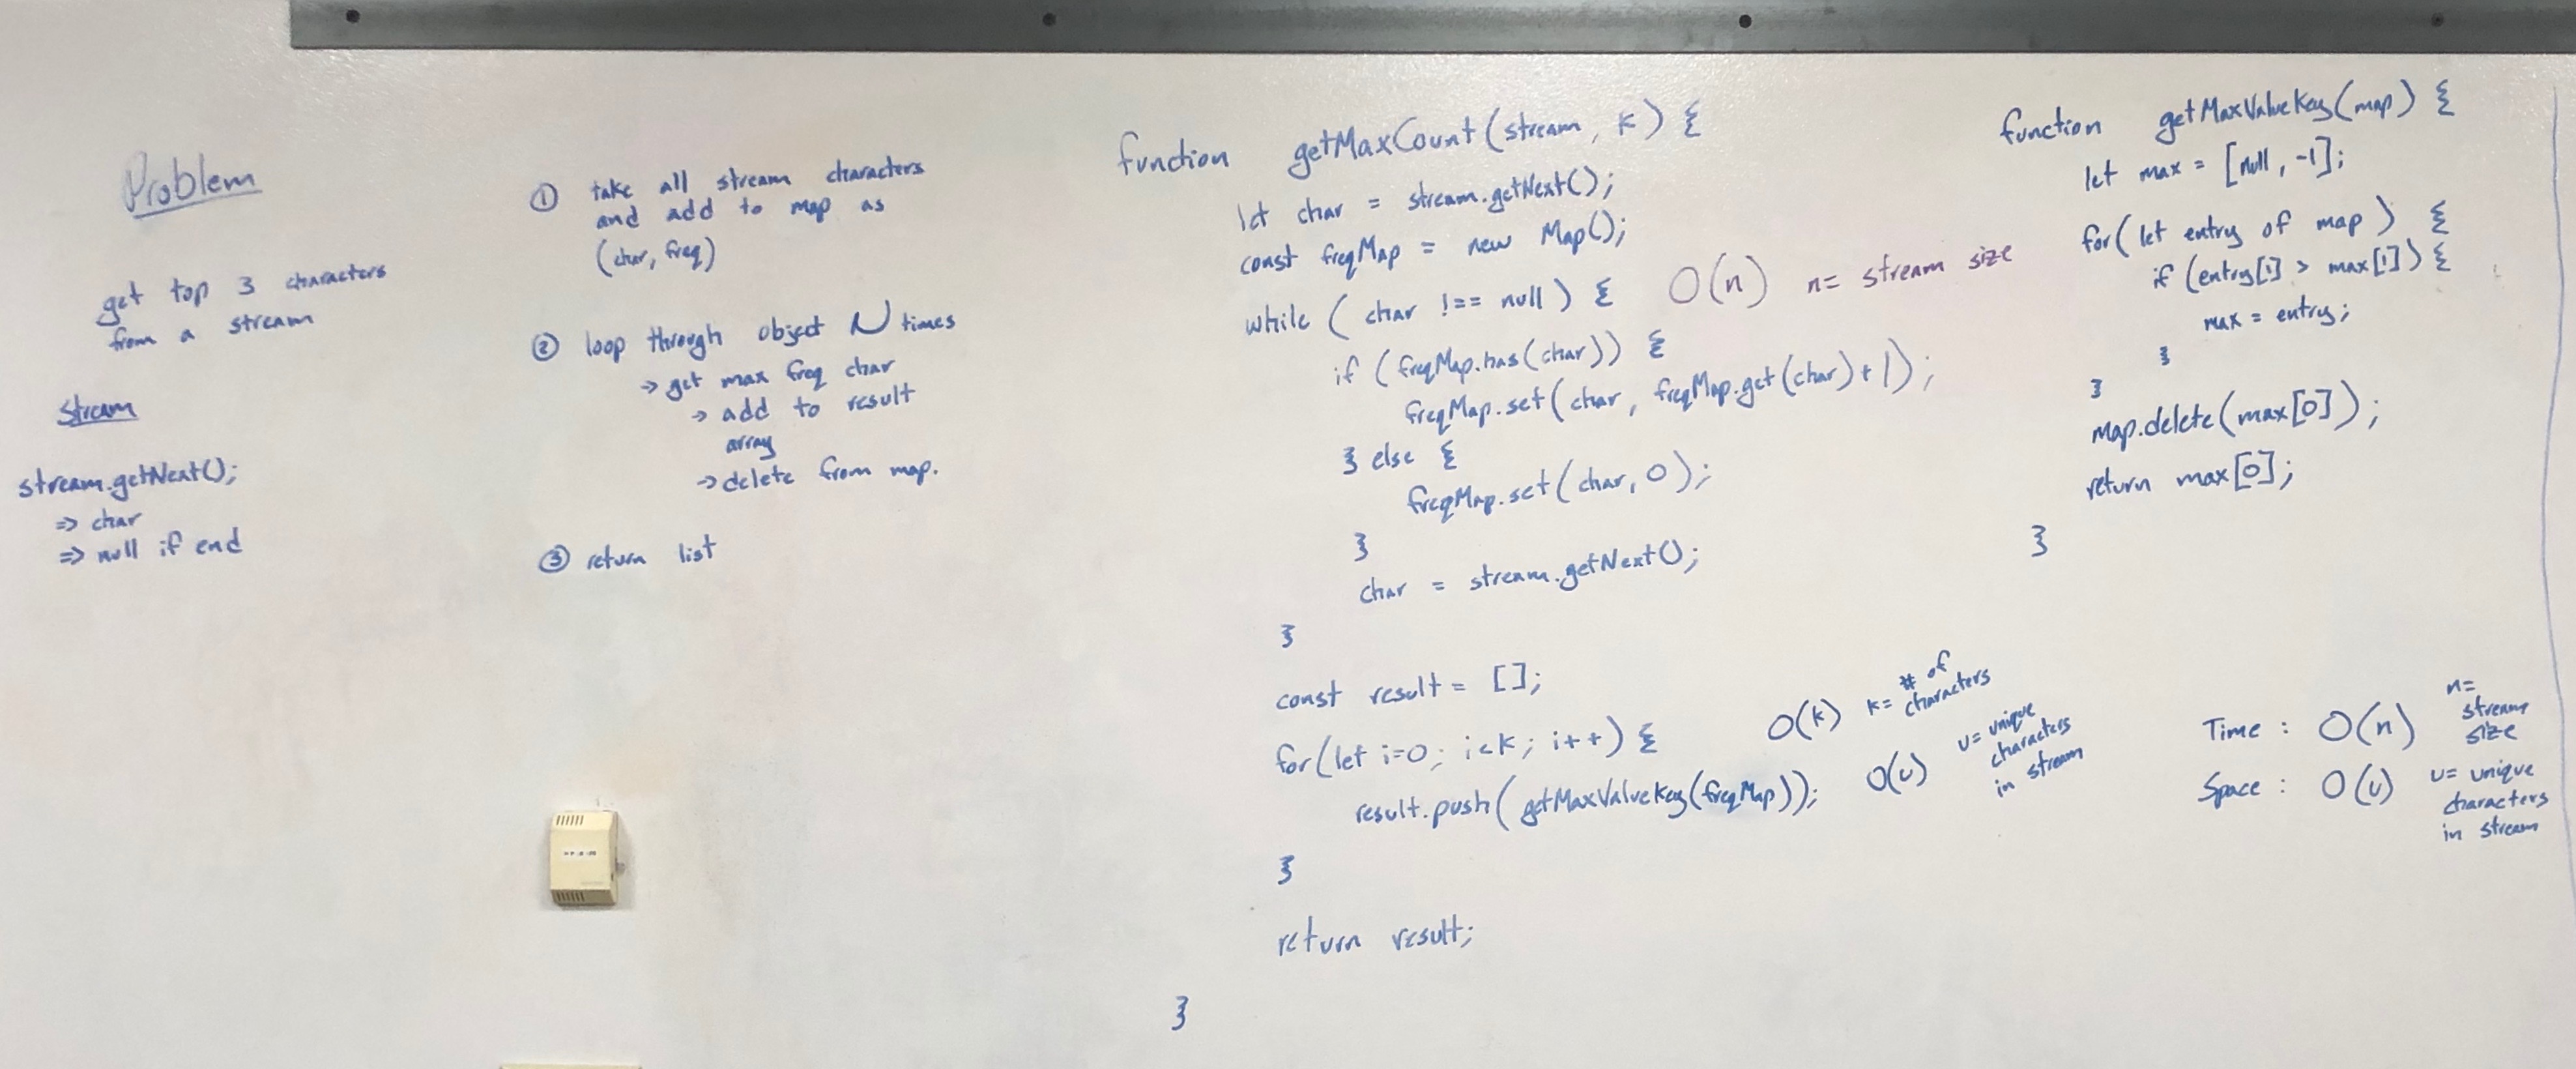 Problem
get top 3 characters
from a stream
Stream
stream.getNext();
=> char
=> null if end
① take all stream characters
and add to map as
(char, freq)
② loop through object N times
→ get max freq char
→ add to result
array
→ delete from map.
③ return list
function getMaxCount(stream, k) {
let char = stream.getNext();
const freqMap = new Map();
while ( char !== null ) { O(n) n= stream size
if (freqMap.has(char)) {
freqMap.set(char, freqMap.get(char)+1);
} else {
freqMap.set(char, 0);
}
char = stream.getNext();
}
const result = [];
for(let i=0; i<k; i++) { O(k) k= # of
characters
result.push( getMaxValueKey(freqMap)); O(u) u= unique
characters
in stream
}
return result;
}
function getMaxValueKey(map) {
let max = [null, -1];
for( let entry of map ) {
if (entry[1] > max[1]) {
max = entry;
}
}
map.delete(max[0]);
return max[0];
}
Time : O(n) n=
stream
size
Space : O(u) u= unique
characters
in stream